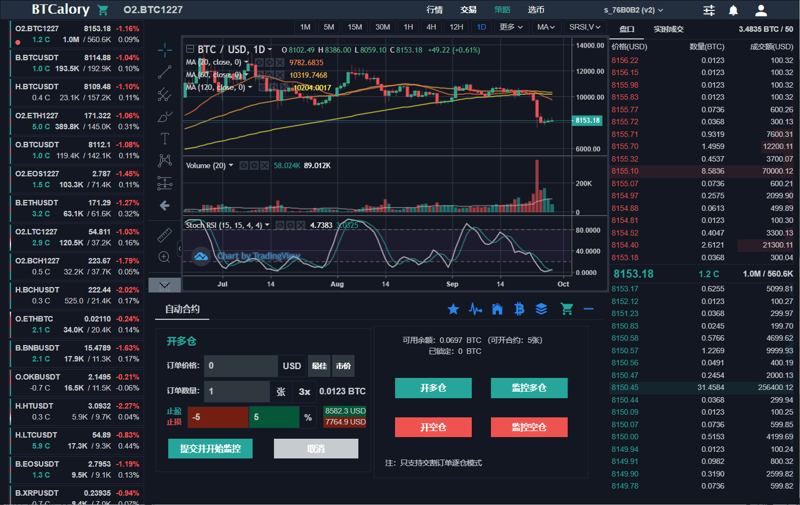 BTCalory O2.BTC1227 行情 交易 策略 选币 s_76B0B2 (v2)
O2.BTCUSDT 8153.18 -1.16%
1.2 C 1.0M / 560.6K 0.09%
B.BTCUSDT 8114.88 -1.04%
1.0 C 193.5K / 192.9K 0.10%
H.BTCUSDT 8109.48 -1.10%
0.4 C 23.1K / 157.2K 0.11%
O2.ETH1227 171.322 -1.06%
5.0 C 389.8K / 145.0K 0.31%
O.BTCUSDT 8112.1 -1.08%
1.0 C 119.4K / 142.1K 0.11%
O2.EOS1227 2.787 -1.45%
1.5 C 103.3K / 71.4K 0.11%
B.ETHUSDT 171.29 -1.27%
3.2 C 63.1K / 61.6K 0.32%
O2.LTC1227 54.811 -1.03%
2.9 C 120.5K / 37.2K 0.16%
O2.BCH1227 223.67 -1.79%
0.5 C 32.2K / 37.7K 0.05%
H.BCHUSDT 222.44 -2.02%
0.3 C 525.0 / 21.4K 0.17%
O.ETHBTC 0.02110 -0.24%
2.1 C 34.0K / 20.4K 0.14%
B.BNBUSDT 15.4789 -1.63%
2.1 C 17.9K / 11.3K 0.17%
O.OKBUSDT 2.1495 -0.21%
-0.7 C 16.5K / 11.5K -0.06%
H.HTUSDT 3.0932 -2.27%
0.3 C 5.9K / 9.7K 0.04%
H.LTCUSDT 54.89 -0.83%
5.9 C 17.3K / 9.3K 0.44%
B.EOSUSDT 2.7953 -1.19%
1.3 C 9.5K / 9.1K 0.13%
B.XRPUSDT 0.23935 -0.94%
1M 5M 15M 30M 1H 4H 12H 1D 更多 MA SRSI,V
BTC / USD, 1D O 8102.49 H 8386.00 L 8059.10 C 8153.18 +49.22 (+0.61%)
MA (20, close, 0) 9782.6835
MA (60, close, 0) 10319.7468
MA (120, close, 0) 10204.0017
14000.00
12000.00
10000.00
8153.18
6000.00
Volume (20) 58.024K 89.012K
200K
0.00
Stoch RSI (15, 15, 4, 4) 4.7383 3.0325
80.0000
40.0000
0.0000
Chart by TradingView
Jul 14 Aug 14 Sep 14 Oct
自动合约
开多仓
订单价格: 0 USD 最佳 市价
订单数量: 1 张 3x 0.0123 BTC
止盈
止损
-5 5 %
8582.3 USD
7764.9 USD
提交并开始监控 取消
可用余额: 0.0697 BTC (可开合约: 5张)
已锁定: 0 BTC
开多仓 监控多仓
开空仓 监控空仓
注: 只支持交割订单逐仓模式
盘口 实时成交 3.4835 BTC / 50
价格(USD) 数量(BTC) 成交额(USD)
8156.22 0.0123 100.32
8156.15 0.0123 100.32
8155.98 0.0123 100.32
8155.83 0.0123 100.32
8155.77 0.0736 600.72
8155.72 0.0368 300.36
8155.71 0.9319 7600.31
8155.70 1.4959 12200.11
8155.32 0.4537 3700.07
8155.10 8.5836 70000.12
8155.07 0.0736 600.21
8154.97 0.2575 2099.90
8154.68 0.0613 499.89
8154.81 0.0123 100.30
8154.53 0.0123 100.30
8154.40 2.6121 21300.11
8153.18 1.2 C 1.0M / 560.6K
8153.17 0.6255 5099.81
8152.12 0.0123 100.27
8151.23 0.0368 299.97
8150.83 0.0245 199.70
8150.58 0.5766 4699.62
8150.57 1.2269 9999.93
8150.56 0.0491 400.19
8150.47 0.2454 2000.13
8150.45 31.4584 256400.12
8150.44 0.0368 299.94
8150.09 0.0123 100.25
8150.07 0.0736 599.85
8150.00 0.5153 4199.69
8149.94 0.0123 100.24
8149.91 0.0982 800.32
8149.90 0.3190 2599.82
8149.78 0.0123 100.24